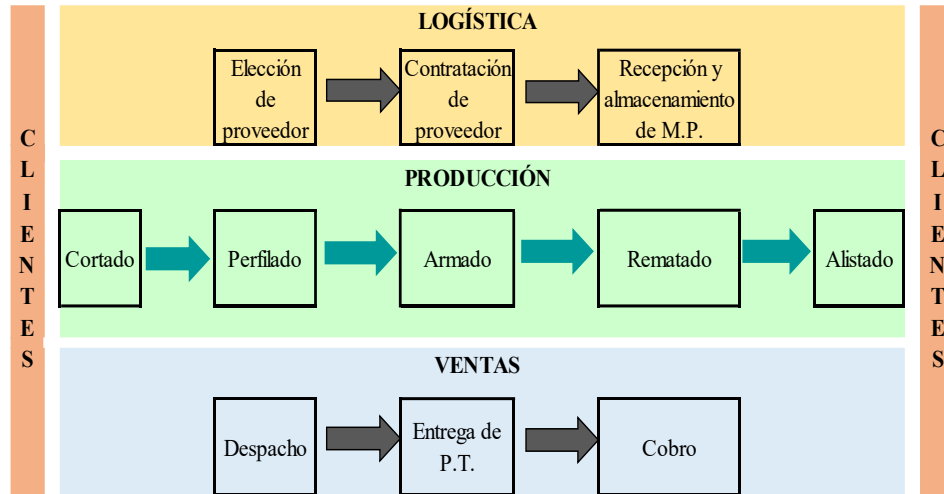 LOGÍSTICA
Elección
de
proveedor
Contratación
de
proveedor
Recepción y
almacenamiento
de M.P.
C
L
I
E
N
T
E
S
PRODUCCIÓN
Cortado
Perfilado
Armado
Rematado
Alistado
VENTAS
Despacho
Entrega de
P.T.
Cobro
C
L
I
E
N
T
E
S